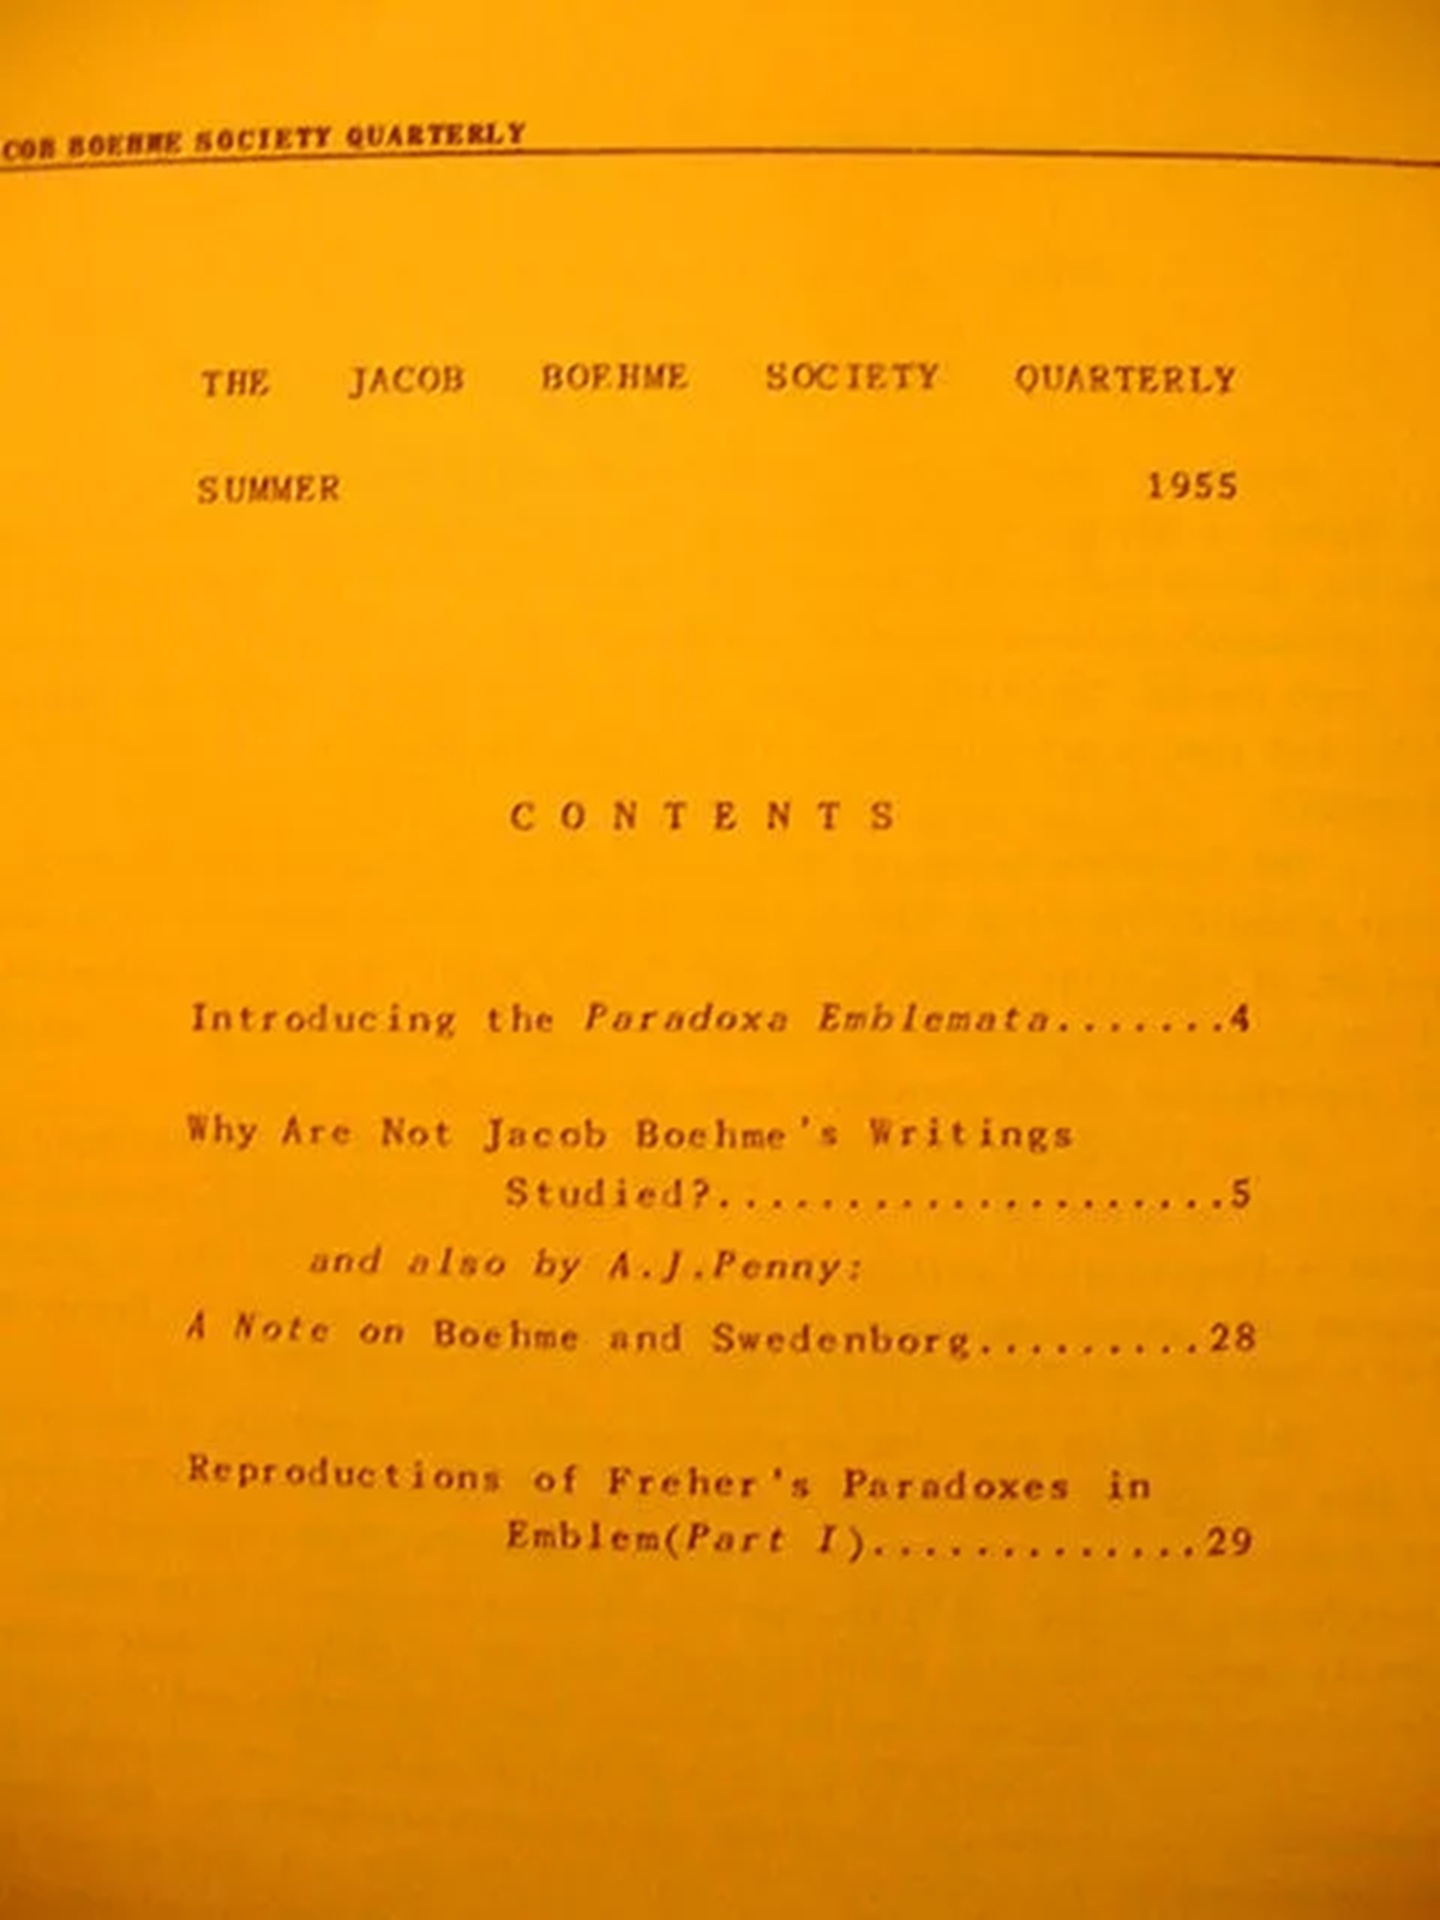 COB BOEHME SOCIETY QUARTERLY
THE JACOB BOEHME SOCIETY QUARTERLY
SUMMER 1955
CONTENTS
Introducing the Paradoxa Emblemata.......4
Why Are Not Jacob Boehme's Writings
Studied?....................5
and also by A.J.Penny:
A Note on Boehme and Swedenborg.........28
Reproductions of Freher's Paradoxes in
Emblem(Part I).............29